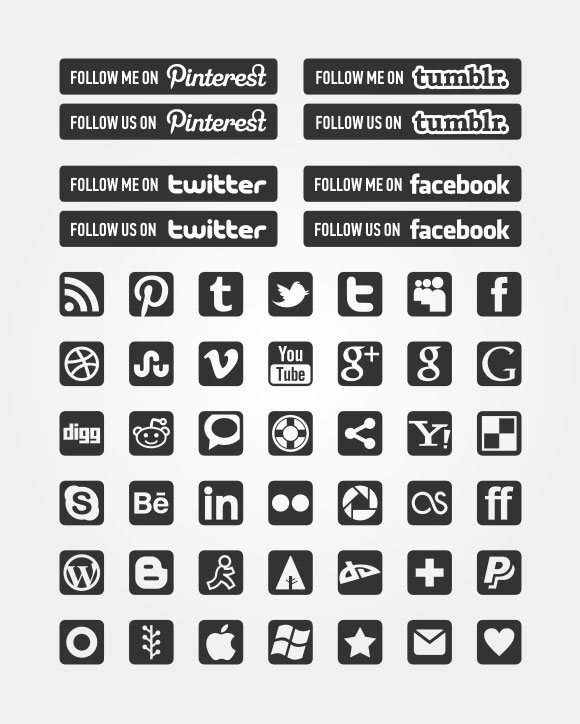 FOLLOW ME ON Pinterest
FOLLOW ME ON tumblr.
FOLLOW US ON Pinterest
FOLLOW US ON tumblr.
FOLLOW ME ON twitter
FOLLOW ME ON facebook
FOLLOW US ON twitter
FOLLOW US ON facebook
P t t f
You
Tube
v g+ g G
digg Y!
S Bē in as ff
W B P